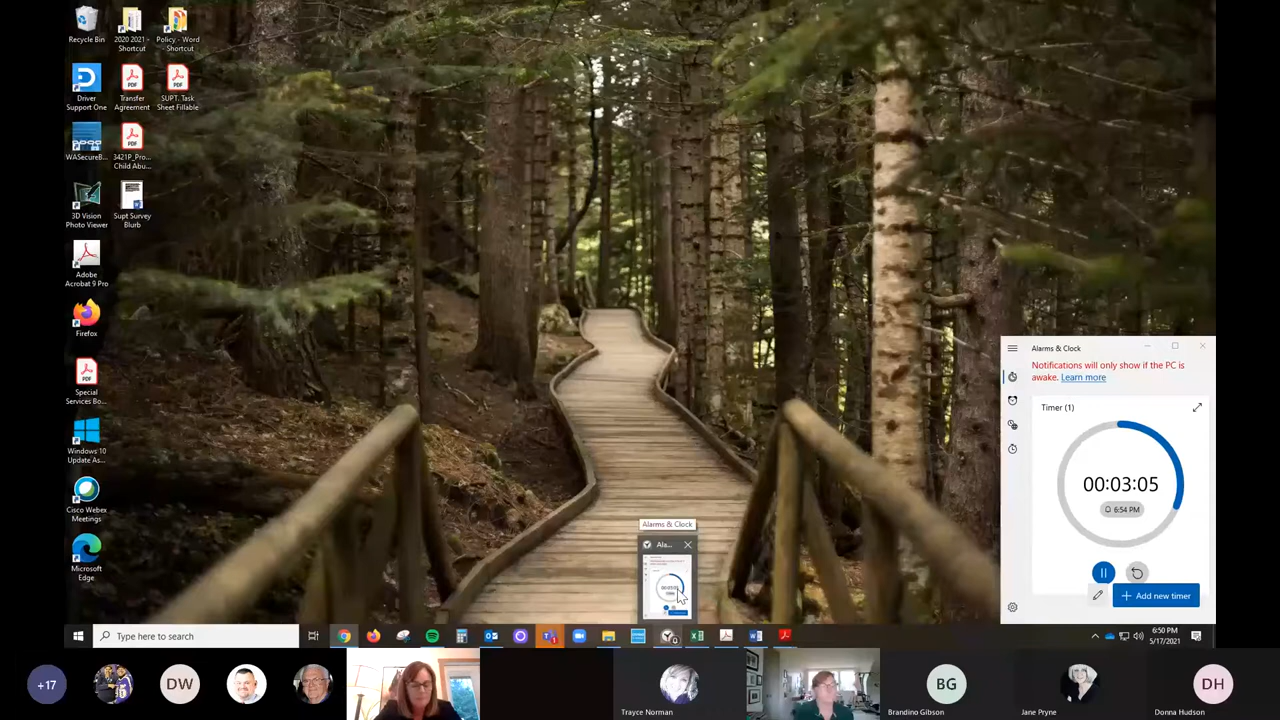 Recycle Bin
2020 2021 -
Shortcut
Policy - Word
- Shortcut
Driver
Support One
Transfer
Agreement
SUPT. Task
Sheet Fillable
WASecureB...
3421P_Pro...
Child Abu...
3D Vision
Photo Viewer
Supt Survey
Blurb
Adobe
Acrobat 9 Pro
Firefox
Special
Services Bo...
Windows 10
Update As...
Cisco Webex
Meetings
Microsoft
Edge
Alarms & Clock
Notifications will only show if the PC is
awake. Learn more
Timer (1)
00:03:05
6:54 PM
Add new timer
Alarms & Clock
Ala...
Type here to search
6:50 PM
5/17/2021
+17
DW
Trayce Norman
BG
Brandino Gibson
Jane Pryne
DH
Donna Hudson